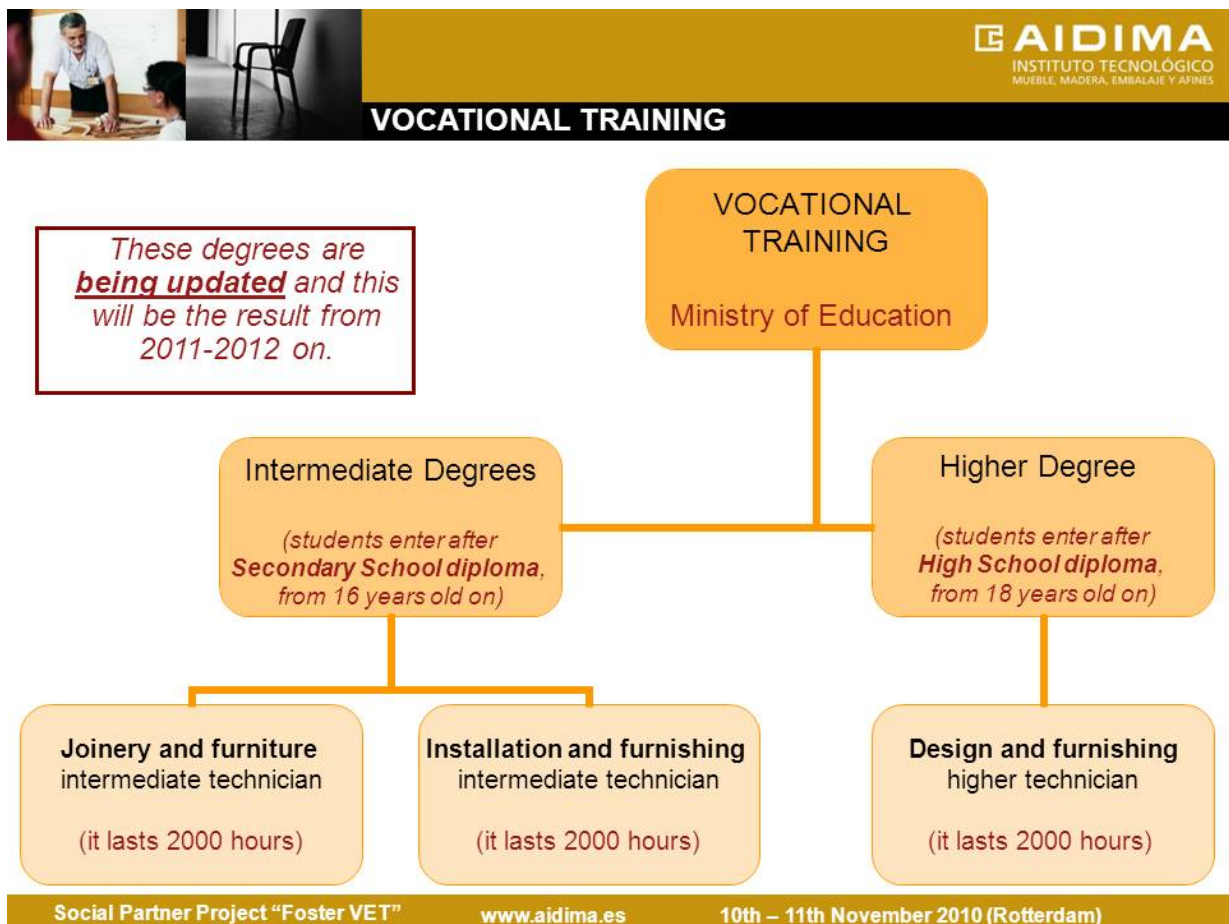 AIDIMA
INSTITUTO TECNOLÓGICO
MUEBLE, MADERA, EMBALAJE Y AFINES
VOCATIONAL TRAINING
These degrees are
being updated and this
will be the result from
2011-2012 on.
VOCATIONAL
TRAINING
Ministry of Education
Intermediate Degrees
(students enter after
Secondary School diploma,
from 16 years old on)
Higher Degree
(students enter after
High School diploma,
from 18 years old on)
Joinery and furniture
intermediate technician
(it lasts 2000 hours)
Installation and furnishing
intermediate technician
(it lasts 2000 hours)
Design and furnishing
higher technician
(it lasts 2000 hours)
Social Partner Project “Foster VET” www.aidima.es 10th – 11th November 2010 (Rotterdam)